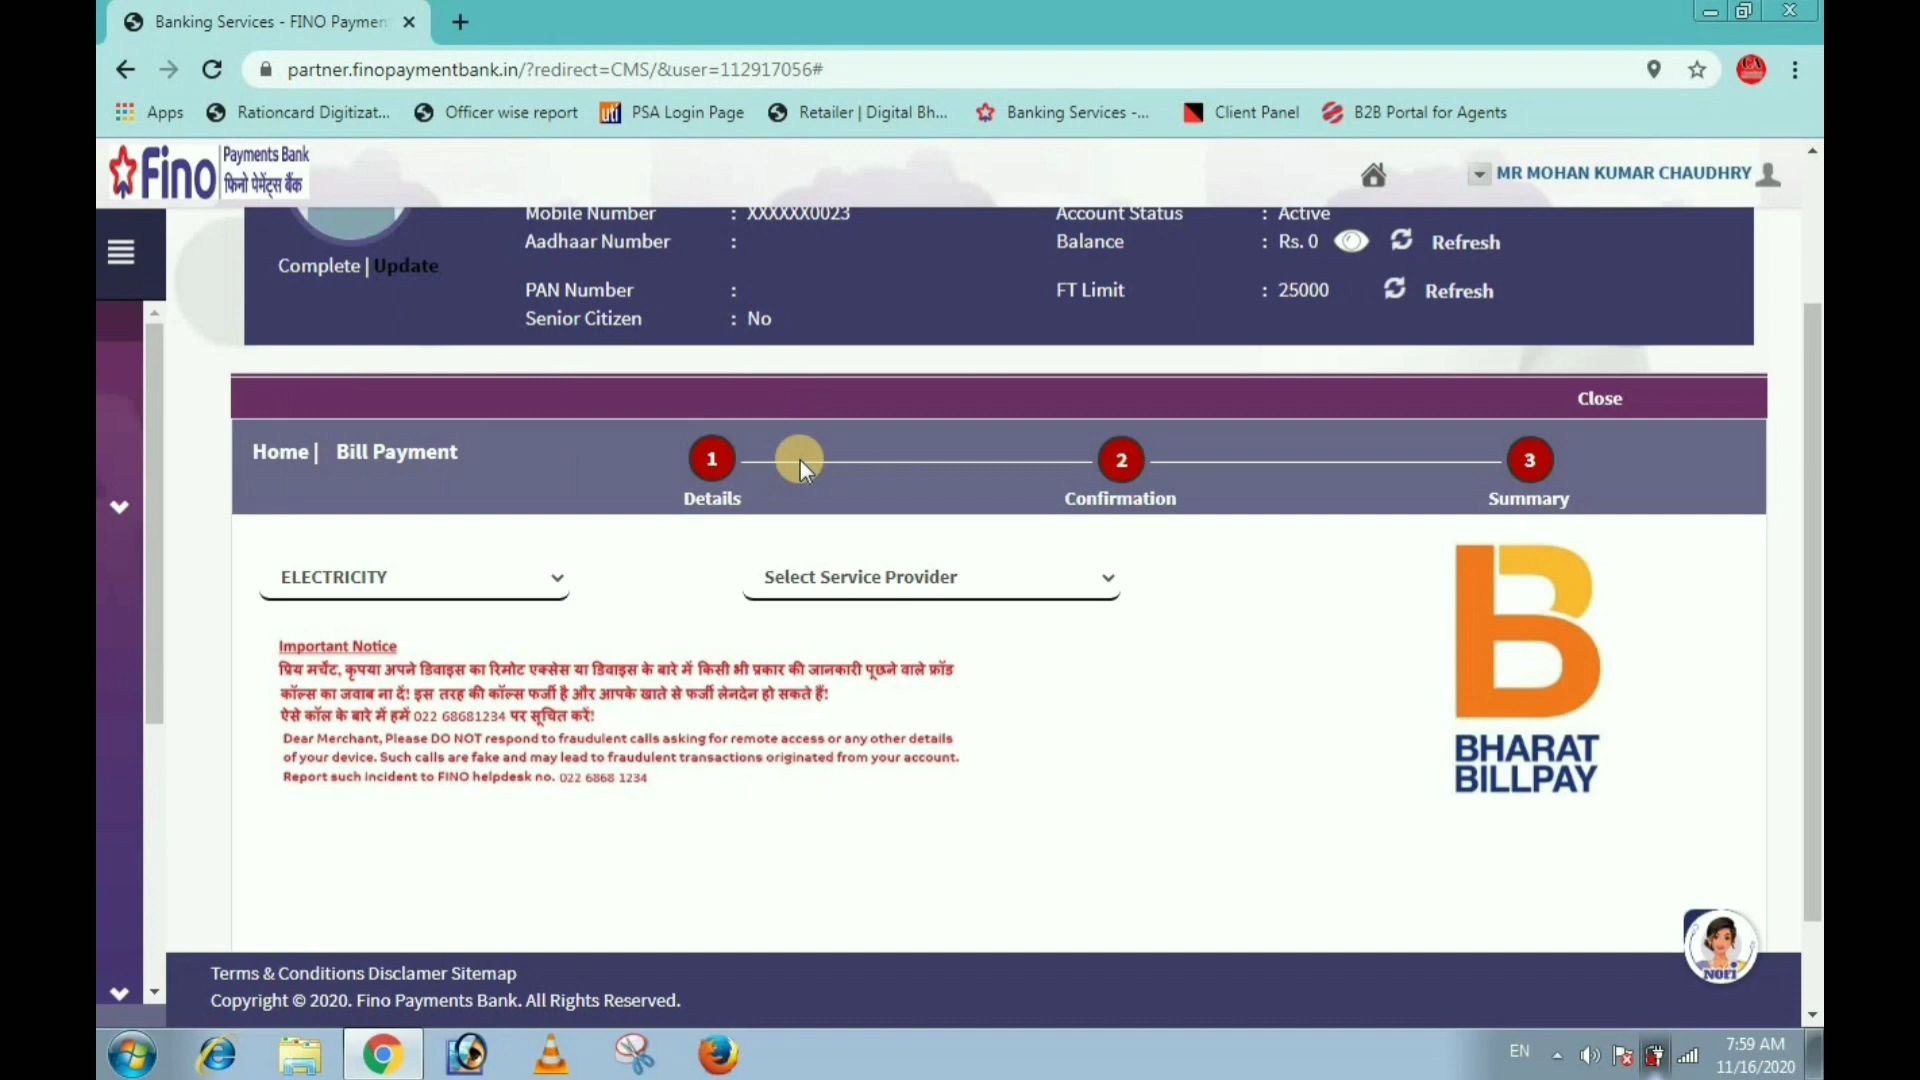 Banking Services - FINO Paymen
partner.finopaymentbank.in/?redirect=CMS/&user=112917056#
Apps Rationcard Digitizat... Officer wise report uti PSA Login Page Retailer | Digital Bh... Banking Services -... Client Panel B2B Portal for Agents
Fino Payments Bank
फिनो पेमेंट्स बैंक
MR MOHAN KUMAR CHAUDHRY
Mobile Number : XXXXXX0023 Account Status : Active
Aadhaar Number : Balance : Rs. 0 Refresh
Complete | Update
PAN Number : FT Limit : 25000 Refresh
Senior Citizen : No
Close
Home | Bill Payment 1 2 3
Details Confirmation Summary
ELECTRICITY Select Service Provider
Important Notice
प्रिय मर्चेंट, कृपया अपने डिवाइस का रिमोट एक्सेस या डिवाइस के बारे में किसी भी प्रकार की जानकारी पूछने वाले फ्रॉड
कॉल्स का जवाब ना दें! इस तरह की कॉल्स फर्जी है और आपके खाते से फर्जी लेनदेन हो सकते हैं!
ऐसे कॉल के बारे में हमें 022 68681234 पर सूचित करें!
Dear Merchant, Please DO NOT respond to fraudulent calls asking for remote access or any other details
of your device. Such calls are fake and may lead to fraudulent transactions originated from your account.
Report such incident to FINO helpdesk no. 022 6868 1234
BHARAT
BILLPAY
NOFI
Terms & Conditions Disclamer Sitemap
Copyright © 2020. Fino Payments Bank. All Rights Reserved.
EN 7:59 AM
11/16/2020